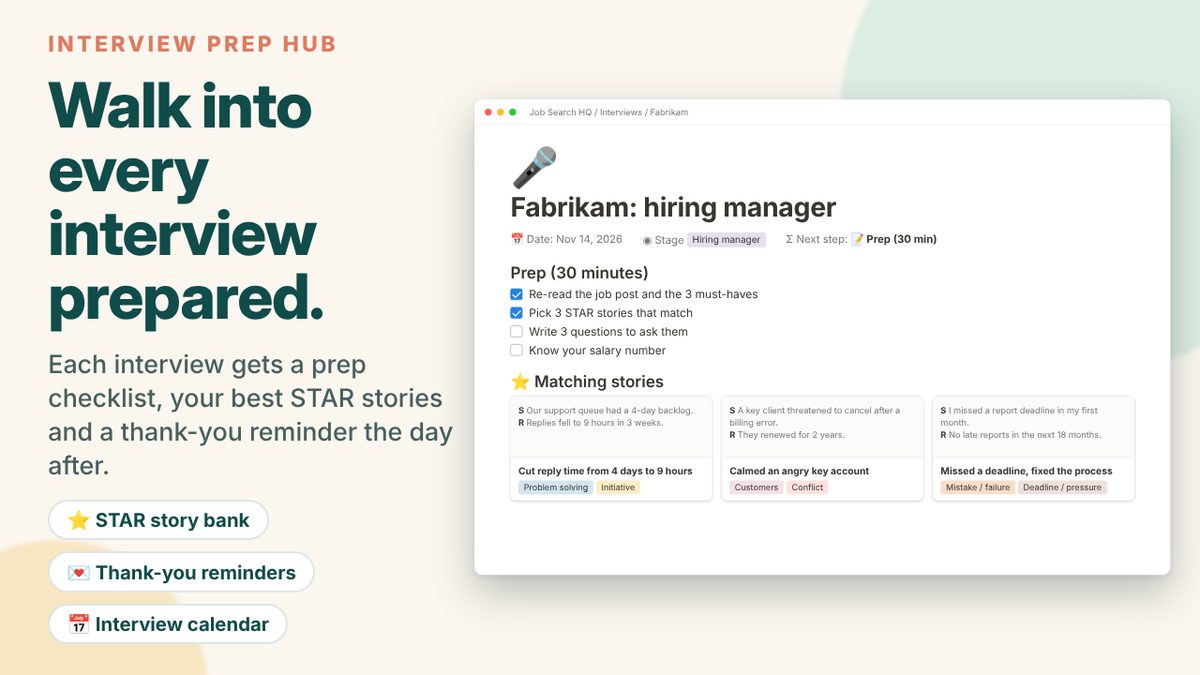 INTERVIEW PREP HUB
Walk into
every
interview
prepared.
Each interview gets a prep
checklist, your best STAR stories
and a thank-you reminder the day
after.
⭐ STAR story bank
💌 Thank-you reminders
📅 Interview calendar
Job Search HQ / Interviews / Fabrikam
Fabrikam: hiring manager
📅 Date: Nov 14, 2026 ◉ Stage Hiring manager Σ Next step: 📝 Prep (30 min)
Prep (30 minutes)
Re-read the job post and the 3 must-haves
Pick 3 STAR stories that match
Write 3 questions to ask them
Know your salary number
⭐ Matching stories
S Our support queue had a 4-day backlog.
R Replies fell to 9 hours in 3 weeks.
Cut reply time from 4 days to 9 hours
Problem solving Initiative
S A key client threatened to cancel after a
billing error.
R They renewed for 2 years.
Calmed an angry key account
Customers Conflict
S I missed a report deadline in my first
month.
R No late reports in the next 18 months.
Missed a deadline, fixed the process
Mistake / failure Deadline / pressure